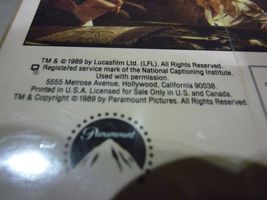 TM & © 1989 by Lucasfilm Ltd. (LFL). All Rights Reserved.
Registered service mark of the National Captioning Institute.
Used with permission.
5555 Melrose Avenue, Hollywood, California 90038.
Printed in U.S.A. Licensed for Sale Only in U.S. and Canada.
TM & Copyright © 1989 by Paramount Pictures. All Rights Reserved.
Paramount